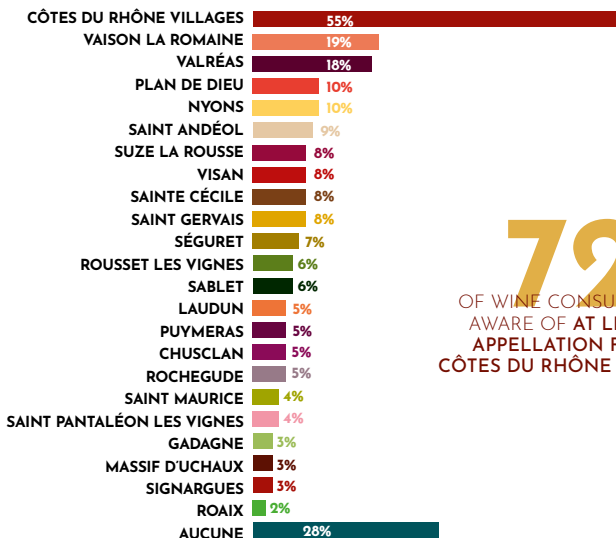 CÔTES DU RHÔNE VILLAGES 55%
VAISON LA ROMAINE 19%
VALRÉAS 18%
PLAN DE DIEU 10%
NYONS 10%
SAINT ANDÉOL 9%
SUZE LA ROUSSE 8%
VISAN 8%
SAINTE CÉCILE 8%
SAINT GERVAIS 8%
SÉGURET 7%
ROUSSET LES VIGNES 6%
SABLET 6%
LAUDUN 5%
PUYMERAS 5%
CHUSCLAN 5%
ROCHEGUDE 5%
SAINT MAURICE 4%
SAINT PANTALÉON LES VIGNES 4%
GADAGNE 3%
MASSIF D'UCHAUX 3%
SIGNARGUES 3%
ROAIX 2%
AUCUNE 28%
72
OF WINE CONSU
AWARE OF AT LE
APPELLATION F
CÔTES DU RHÔNE